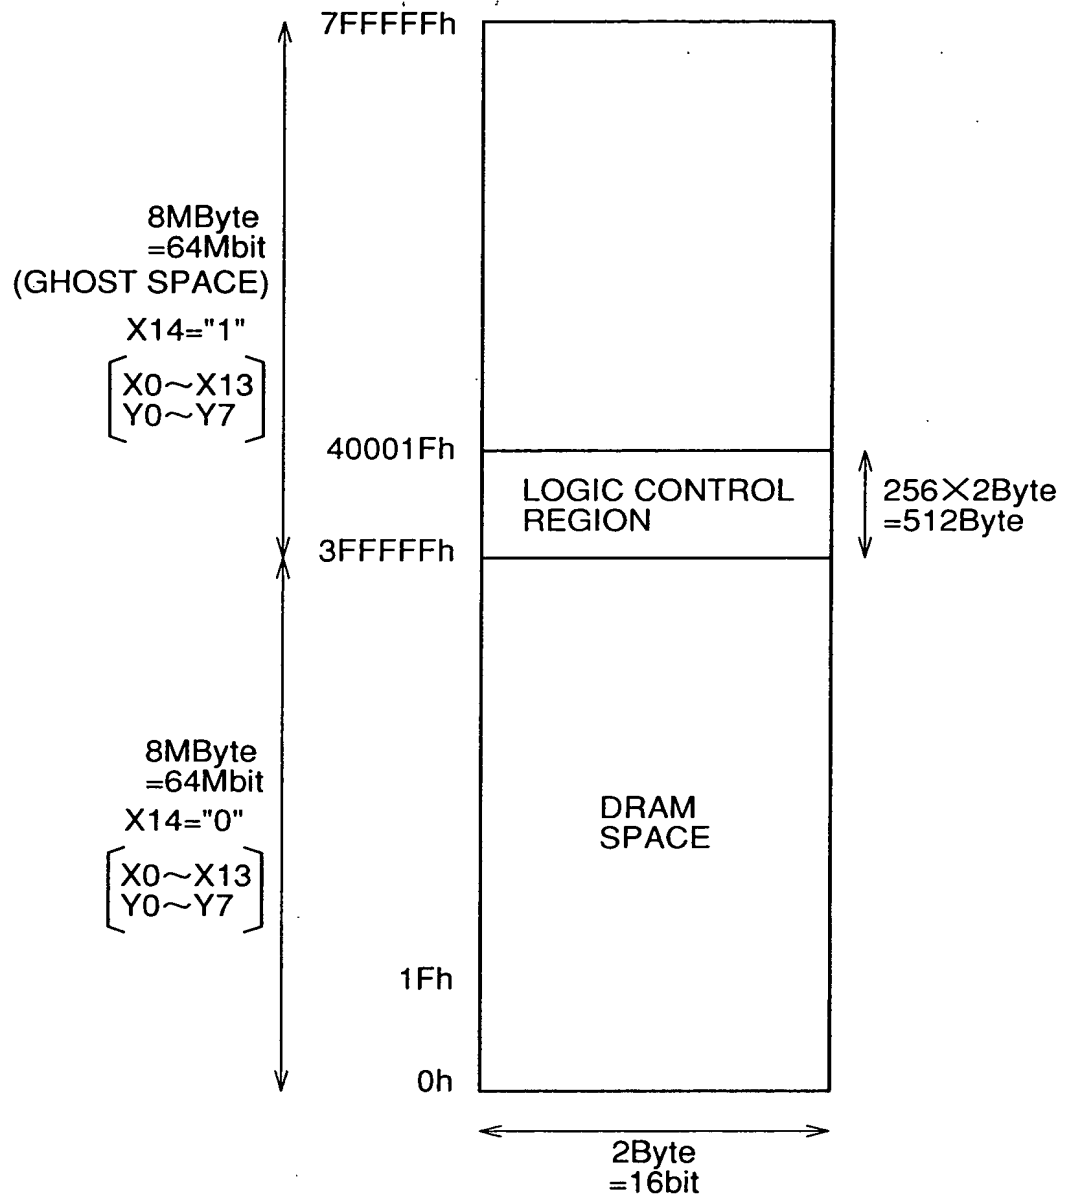 7FFFFFh
8MByte
=64Mbit
(GHOST SPACE)
X14="1"
X0～X13
Y0～Y7
40001Fh
LOGIC CONTROL
REGION
256×2Byte
=512Byte
3FFFFFh
8MByte
=64Mbit
X14="0"
X0～X13
Y0～Y7
DRAM
SPACE
1Fh
0h
2Byte
=16bit